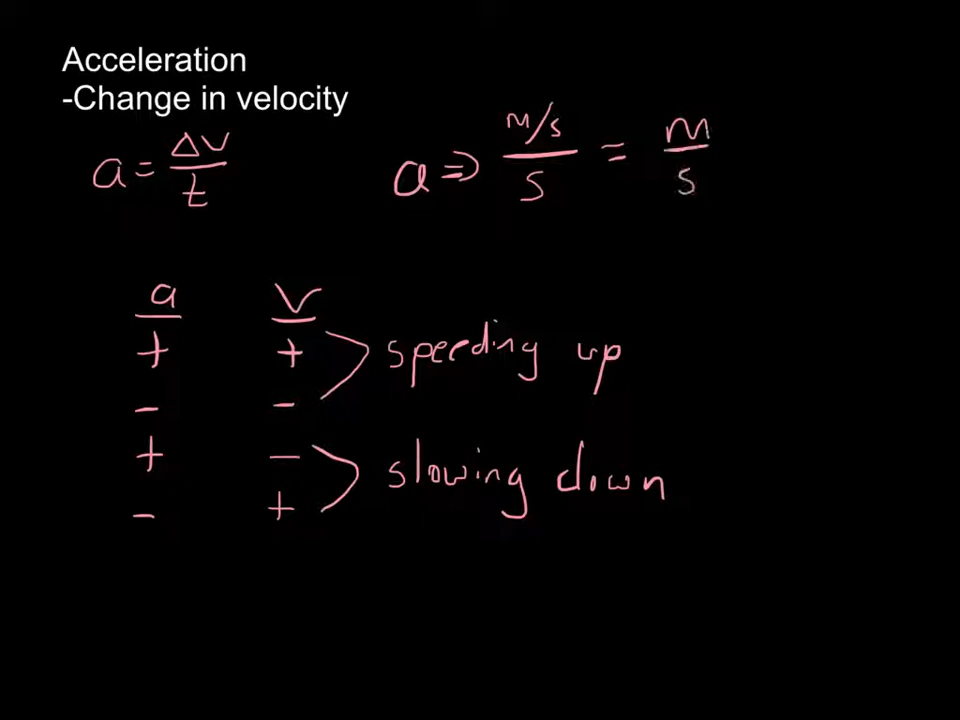 Acceleration
-Change in velocity
a = Δv/t
a ⇒ m/s / s = m/s
a v
+ + speeding up
- -
+ - slowing down
- +